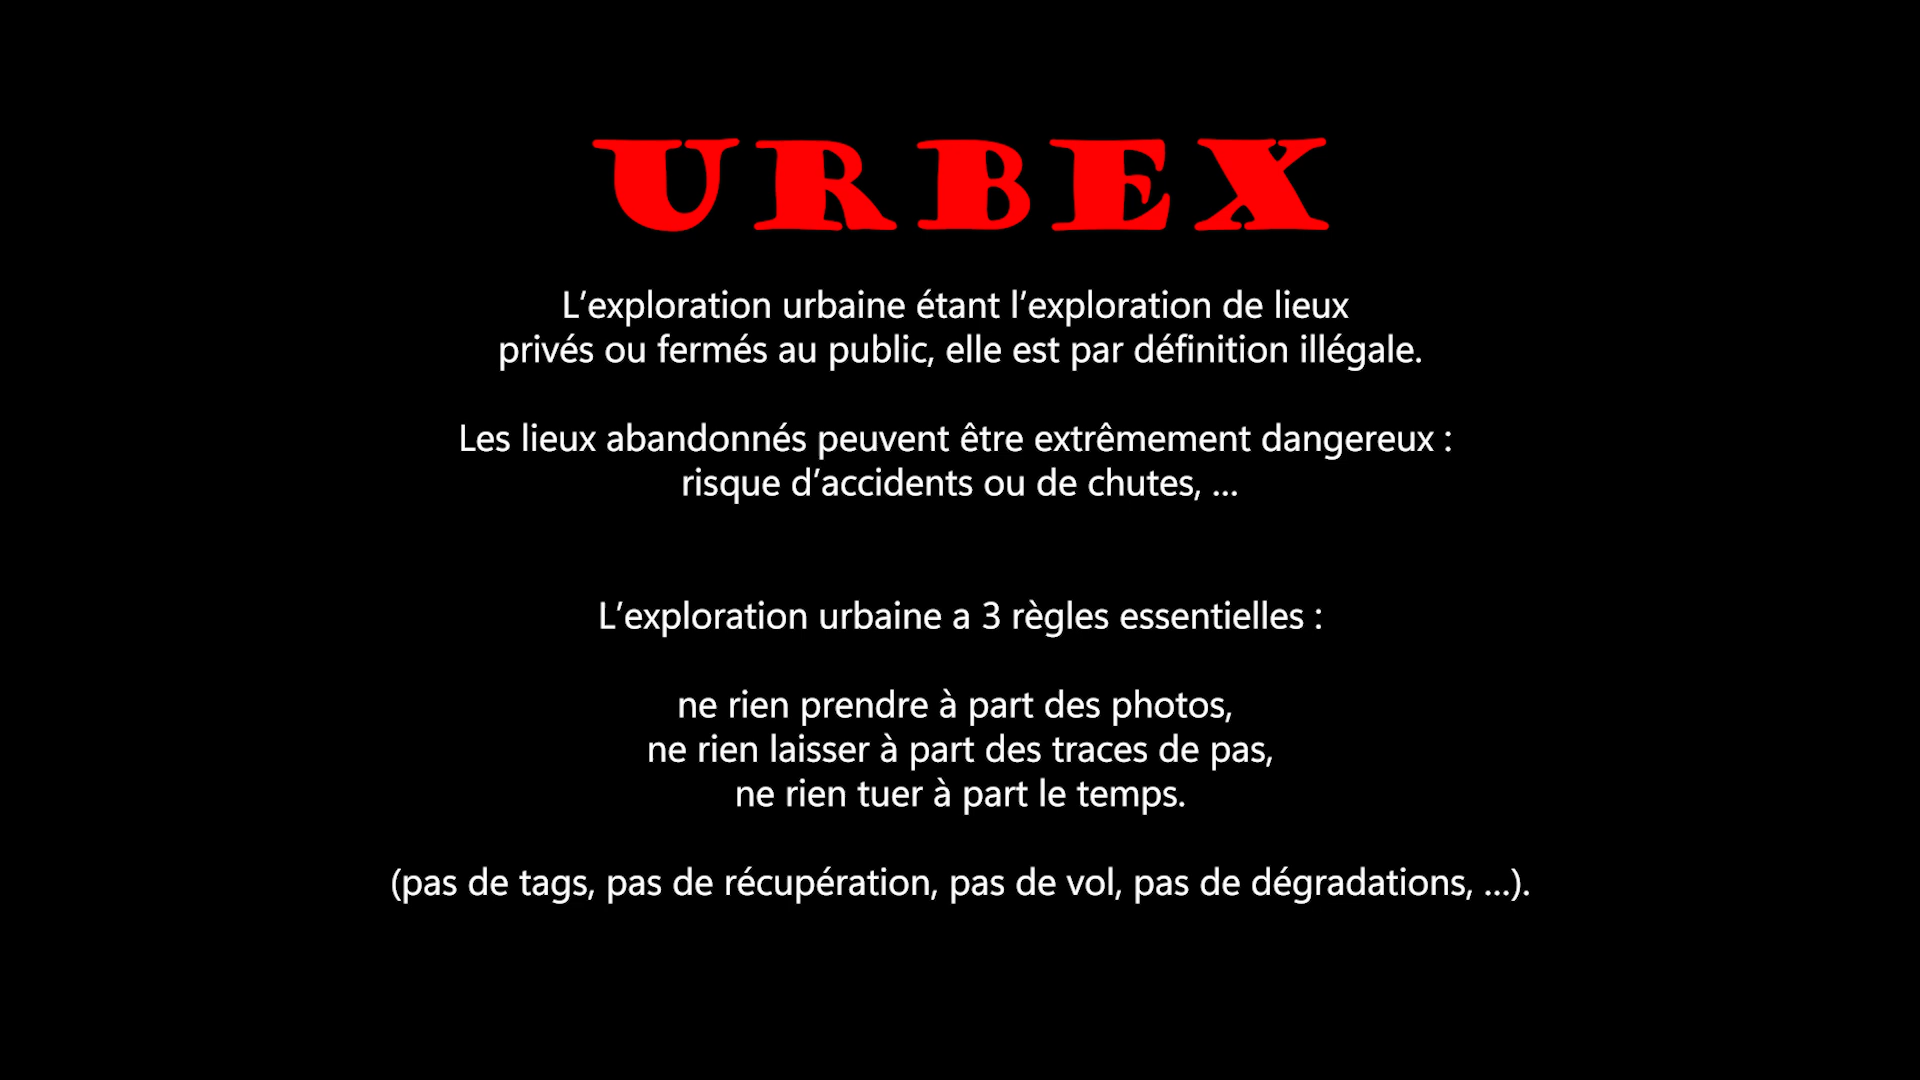 URBEX
L’exploration urbaine étant l’exploration de lieux
privés ou fermés au public, elle est par définition illégale.
Les lieux abandonnés peuvent être extrêmement dangereux :
risque d’accidents ou de chutes, ...
L’exploration urbaine a 3 règles essentielles :
ne rien prendre à part des photos,
ne rien laisser à part des traces de pas,
ne rien tuer à part le temps.
(pas de tags, pas de récupération, pas de vol, pas de dégradations, ...).